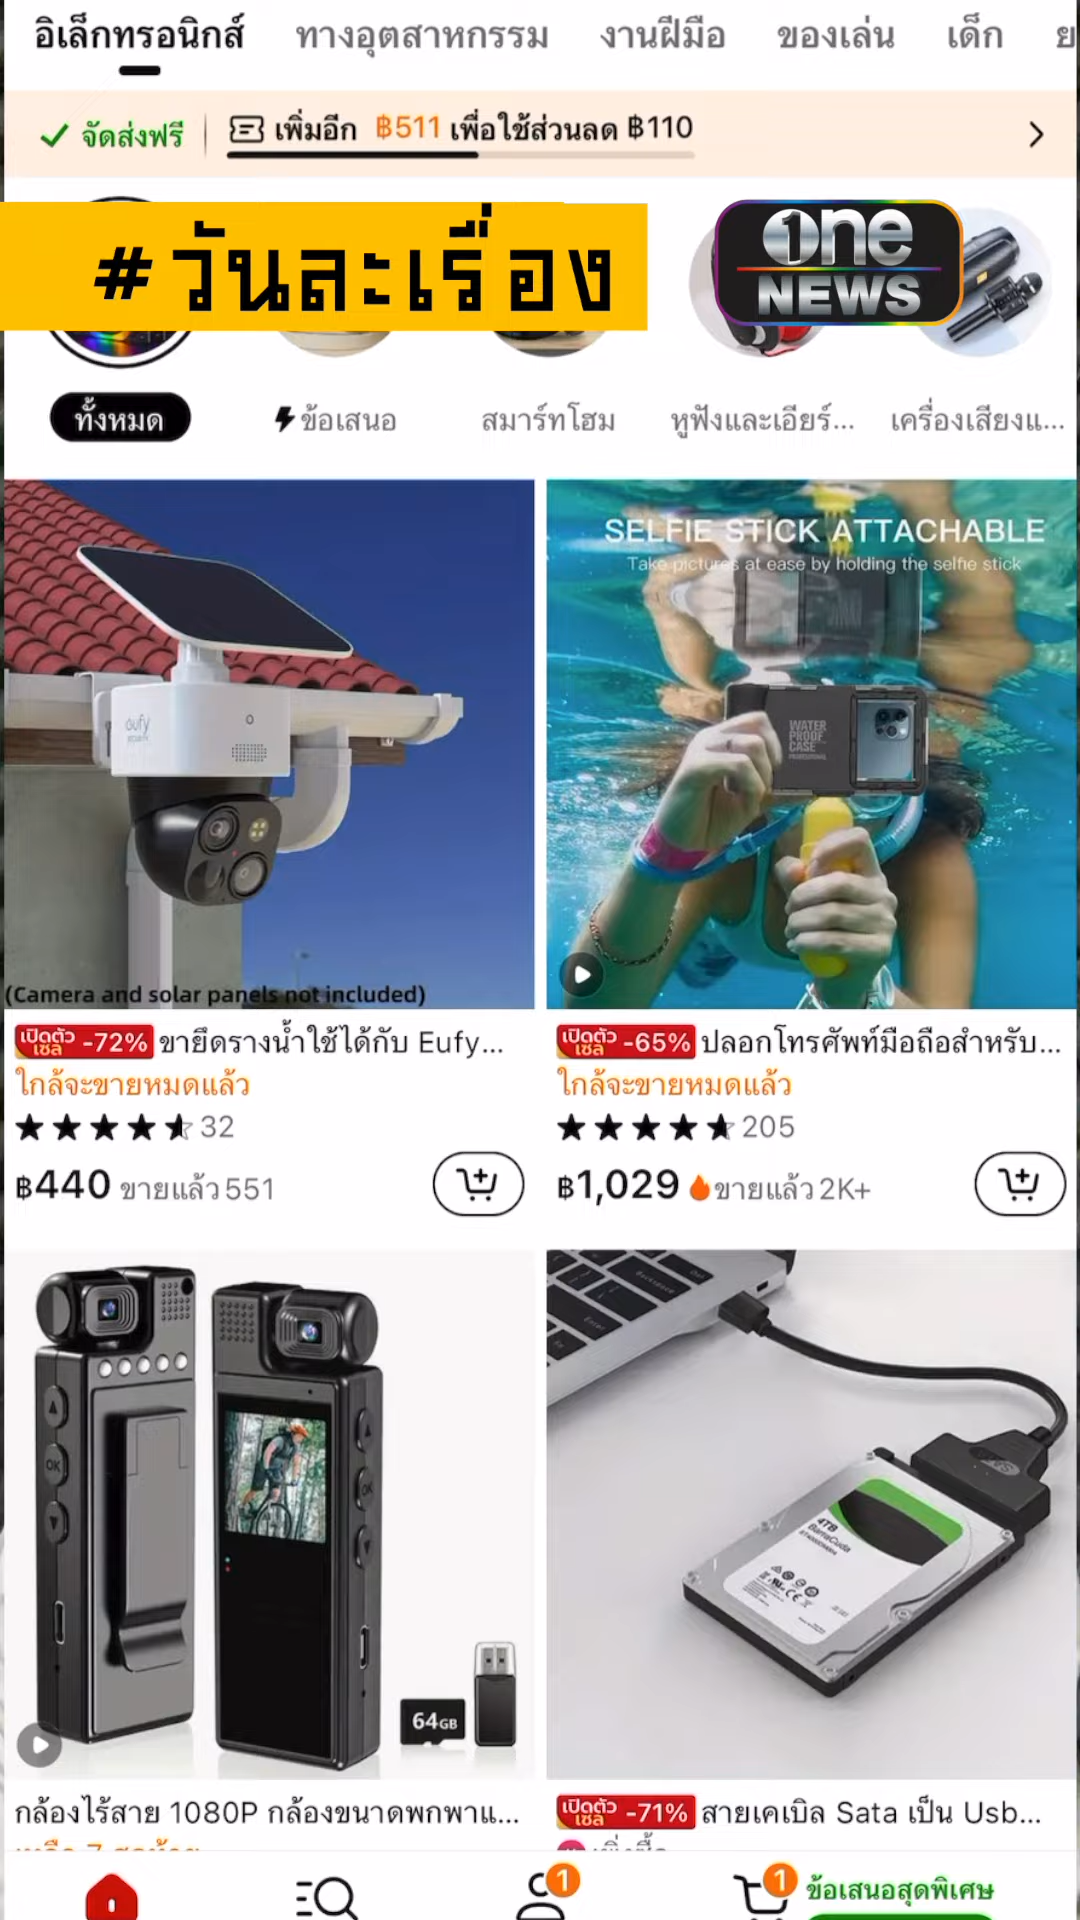 อิเล็กทรอนิกส์ ทางอุตสาหกรรม งานฝีมือ ของเล่น เด็ก
จัดส่งฟรี เพิ่มอีก ฿511 เพื่อใช้ส่วนลด ฿110
#วันละเรื่อง
one
NEWS
ทั้งหมด ข้อเสนอ สมาร์ทโฮม หูฟังและเอียร์... เครื่องเสียงแ...
eufy
SECURITY
(Camera and solar panels not included)
SELFIE STICK ATTACHABLE
Take pictures at ease by holding the selfie stick
WATER
PROOF
CASE
PROFESSIONAL
เปิดตัว
เซล
-72% ขายึดรางน้ำใช้ได้กับ Eufy...
ใกล้จะขายหมดแล้ว
32
฿440 ขายแล้ว 551
เปิดตัว
เซล
-65% ปลอกโทรศัพท์มือถือสำหรับ...
ใกล้จะขายหมดแล้ว
205
฿1,029 ขายแล้ว 2K+
OK
OK
64GB
Backspace
Enter
4TB
BarraCuda
กล้องไร้สาย 1080P กล้องขนาดพกพาแ...
เปิดตัว
เซล
-71% สายเคเบิล Sata เป็น Usb...
1
1
ข้อเสนอสุดพิเศษ